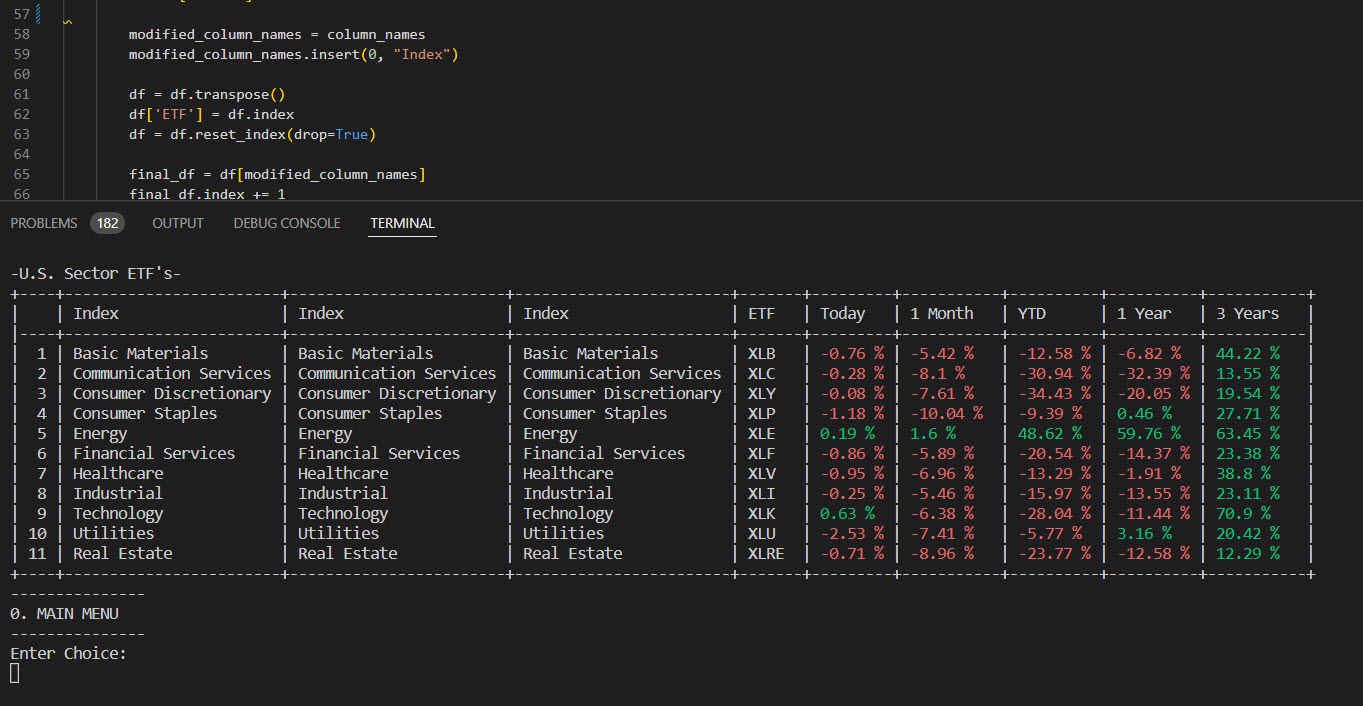 57
58 modified_column_names = column_names
59 modified_column_names.insert(0, "Index")
60
61 df = df.transpose()
62 df['ETF'] = df.index
63 df = df.reset_index(drop=True)
64
65 final_df = df[modified_column_names]
66 final_df.index += 1
PROBLEMS 182 OUTPUT DEBUG CONSOLE TERMINAL
-U.S. Sector ETF's-
+----+------------------------+------------------------+------------------------+-------+---------+-----------+----------+----------+-----------+
| | Index | Index | Index | ETF | Today | 1 Month | YTD | 1 Year | 3 Years |
|----+------------------------+------------------------+------------------------+-------+---------+-----------+----------+----------+-----------|
| 1 | Basic Materials | Basic Materials | Basic Materials | XLB | -0.76 % | -5.42 % | -12.58 % | -6.82 % | 44.22 % |
| 2 | Communication Services | Communication Services | Communication Services | XLC | -0.28 % | -8.1 % | -30.94 % | -32.39 % | 13.55 % |
| 3 | Consumer Discretionary | Consumer Discretionary | Consumer Discretionary | XLY | -0.08 % | -7.61 % | -34.43 % | -20.05 % | 19.54 % |
| 4 | Consumer Staples | Consumer Staples | Consumer Staples | XLP | -1.18 % | -10.04 % | -9.39 % | 0.46 % | 27.71 % |
| 5 | Energy | Energy | Energy | XLE | 0.19 % | 1.6 % | 48.62 % | 59.76 % | 63.45 % |
| 6 | Financial Services | Financial Services | Financial Services | XLF | -0.86 % | -5.89 % | -20.54 % | -14.37 % | 23.38 % |
| 7 | Healthcare | Healthcare | Healthcare | XLV | -0.95 % | -6.96 % | -13.29 % | -1.91 % | 38.8 % |
| 8 | Industrial | Industrial | Industrial | XLI | -0.25 % | -5.46 % | -15.97 % | -13.55 % | 23.11 % |
| 9 | Technology | Technology | Technology | XLK | 0.63 % | -6.38 % | -28.04 % | -11.44 % | 70.9 % |
| 10 | Utilities | Utilities | Utilities | XLU | -2.53 % | -7.41 % | -5.77 % | 3.16 % | 20.42 % |
| 11 | Real Estate | Real Estate | Real Estate | XLRE | -0.71 % | -8.96 % | -23.77 % | -12.58 % | 12.29 % |
+----+------------------------+------------------------+------------------------+-------+---------+-----------+----------+----------+-----------+
---------------
0. MAIN MENU
---------------
Enter Choice: